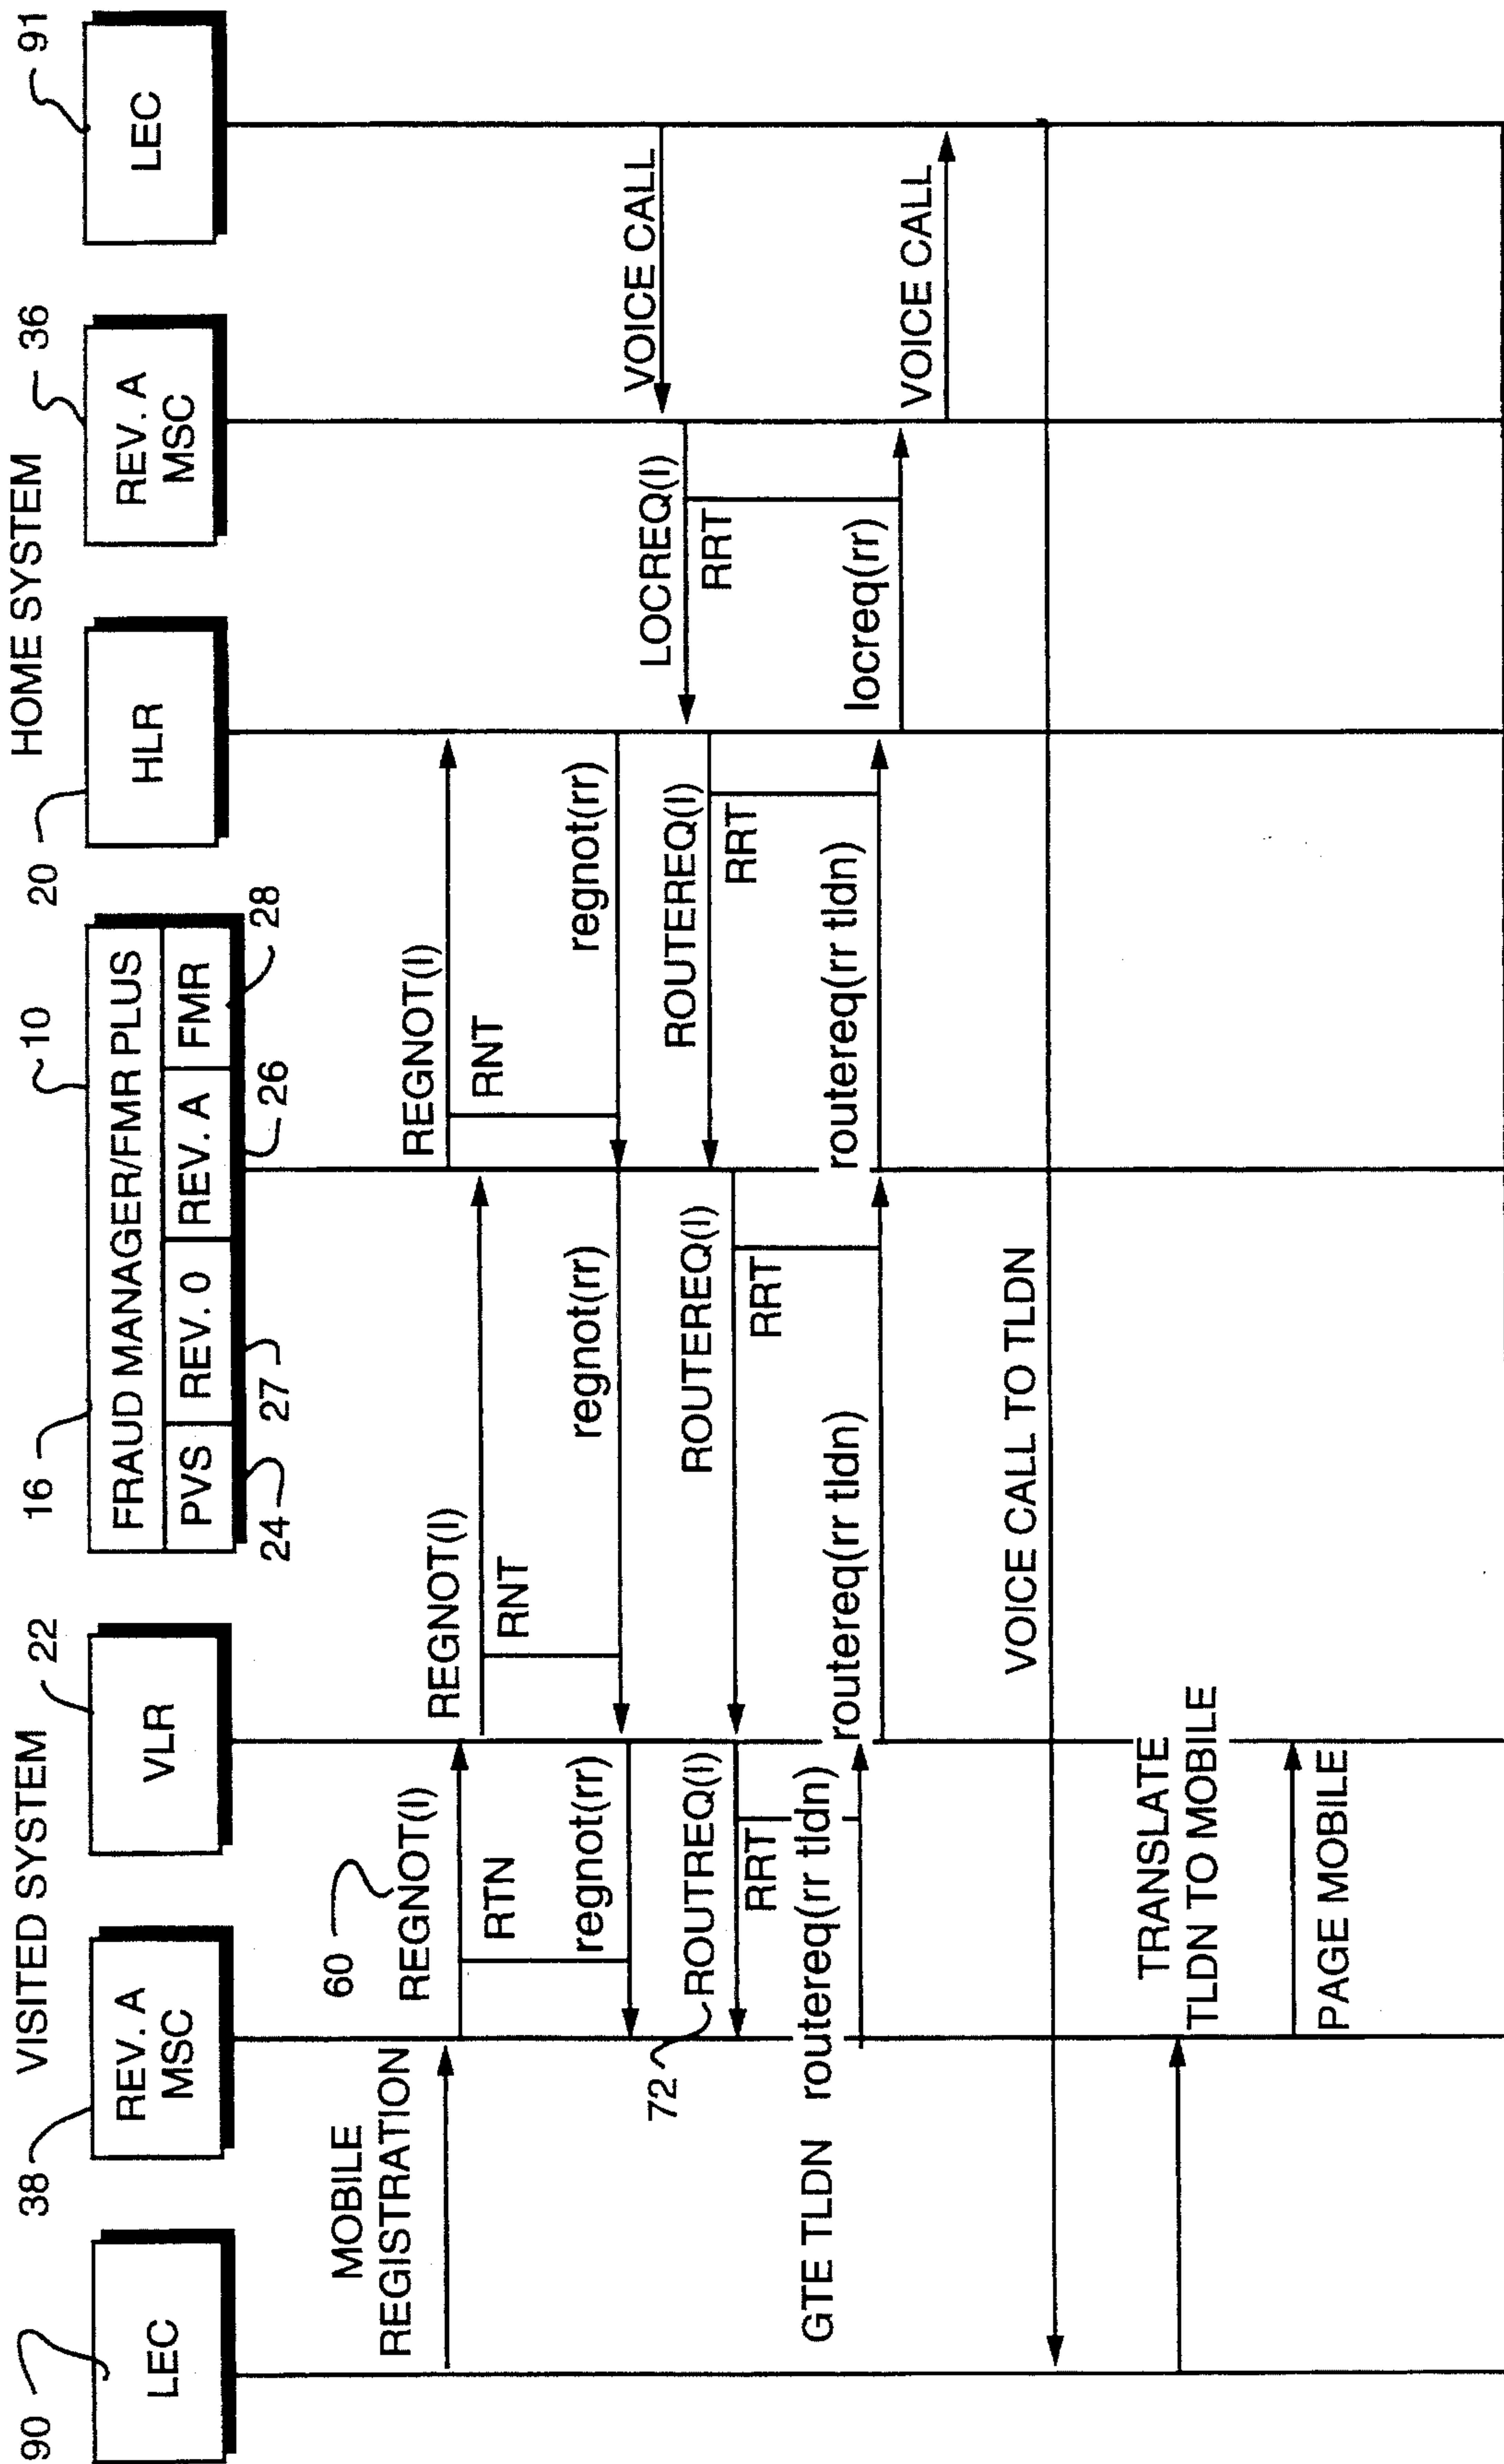 VISITED SYSTEM
HOME SYSTEM
90
38
22
16
10
20
36
91
LEC
REV. A
MSC
VLR
FRAUD MANAGER/FMR PLUS
PVS
REV. 0
REV. A
FMR
HLR
REV. A
MSC
LEC
24
27
26
28
60
MOBILE
REGISTRATION
REGNOT(I)
REGNOT(I)
REGNOT(I)
RTN
RNT
RNT
regnot(rr)
regnot(rr)
regnot(rr)
VOICE CALL
LOCREQ(I)
RRT
ROUTEREQ(I)
RRT
ROUTEREQ(I)
RRT
72
ROUTREQ(I)
RRT
GTE TLDN
routereq(rr tldn)
routereq(rr tldn)
routereq(rr tldn)
locreq(rr)
VOICE CALL
VOICE CALL TO TLDN
TRANSLATE
TLDN TO MOBILE
PAGE MOBILE